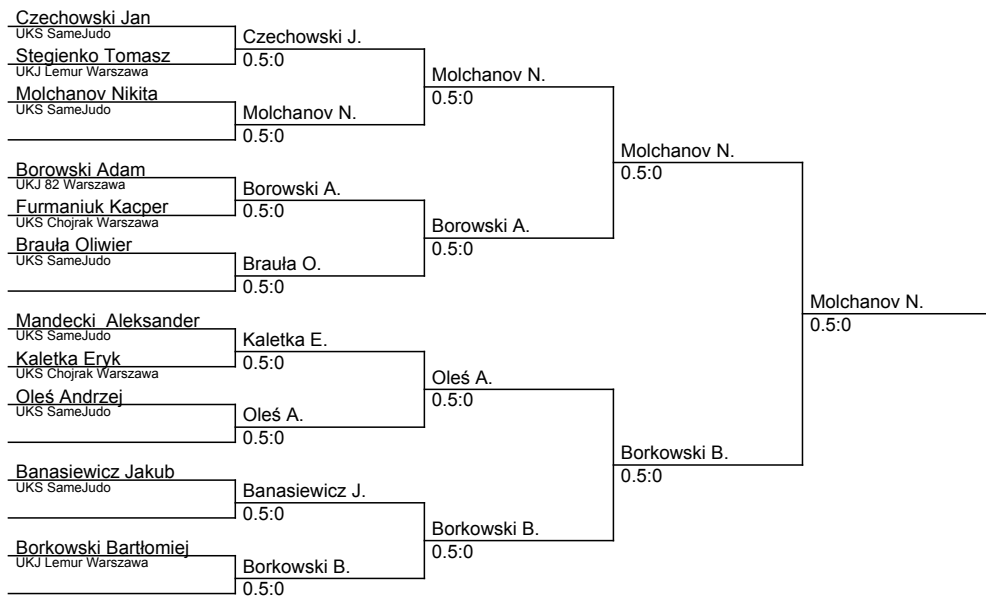 Czechowski Jan
UKS SameJudo
Stegienko Tomasz
UKJ Lemur Warszawa
Molchanov Nikita
UKS SameJudo
Borowski Adam
UKJ 82 Warszawa
Furmaniuk Kacper
UKS Chojrak Warszawa
Brauła Oliwier
UKS SameJudo
Mandecki  Aleksander
UKS SameJudo
Kaletka Eryk
UKS Chojrak Warszawa
Oleś Andrzej
UKS SameJudo
Banasiewicz Jakub
UKS SameJudo
Borkowski Bartłomiej
UKJ Lemur Warszawa
Czechowski J.
0.5:0
Molchanov N.
0.5:0
Borowski A.
0.5:0
Brauła O.
0.5:0
Kaletka E.
0.5:0
Oleś A.
0.5:0
Banasiewicz J.
0.5:0
Borkowski B.
0.5:0
Molchanov N.
0.5:0
Borowski A.
0.5:0
Oleś A.
0.5:0
Borkowski B.
0.5:0
Molchanov N.
0.5:0
Borkowski B.
0.5:0
Molchanov N.
0.5:0